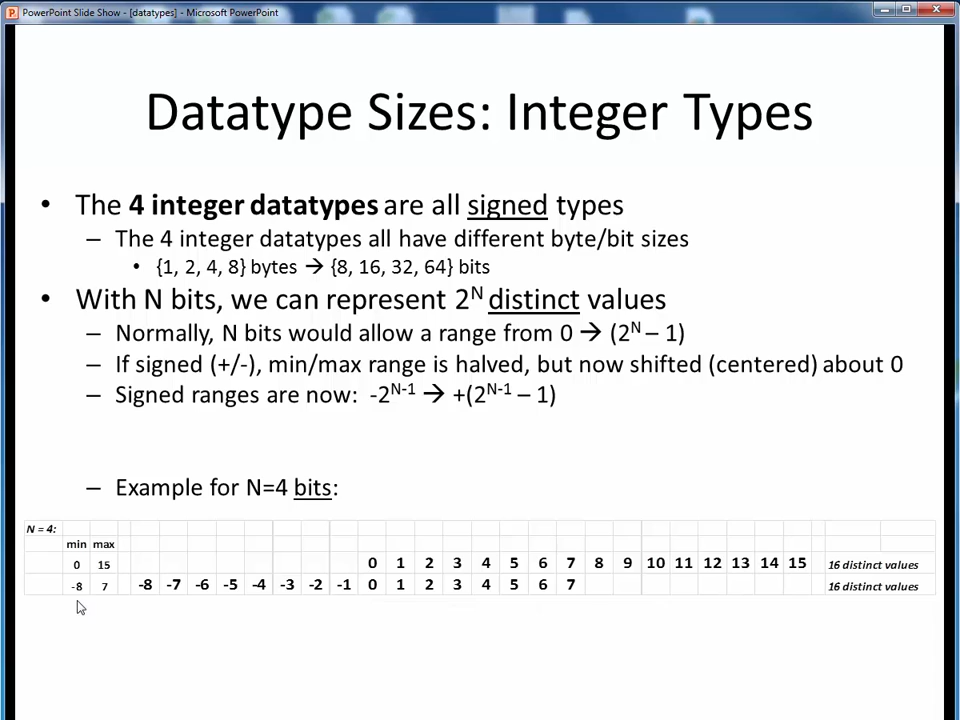 PowerPoint Slide Show - [datatypes] - Microsoft PowerPoint
Datatype Sizes: Integer Types
• The 4 integer datatypes are all signed types
– The 4 integer datatypes all have different byte/bit sizes
• {1, 2, 4, 8} bytes → {8, 16, 32, 64} bits
• With N bits, we can represent 2^N distinct values
– Normally, N bits would allow a range from 0 → (2^N – 1)
– If signed (+/-), min/max range is halved, but now shifted (centered) about 0
– Signed ranges are now: -2^N-1 → +(2^N-1 – 1)
– Example for N=4 bits:
N = 4:
min max
0 15 0 1 2 3 4 5 6 7 8 9 10 11 12 13 14 15 16 distinct values
-8 7 -8 -7 -6 -5 -4 -3 -2 -1 0 1 2 3 4 5 6 7 16 distinct values